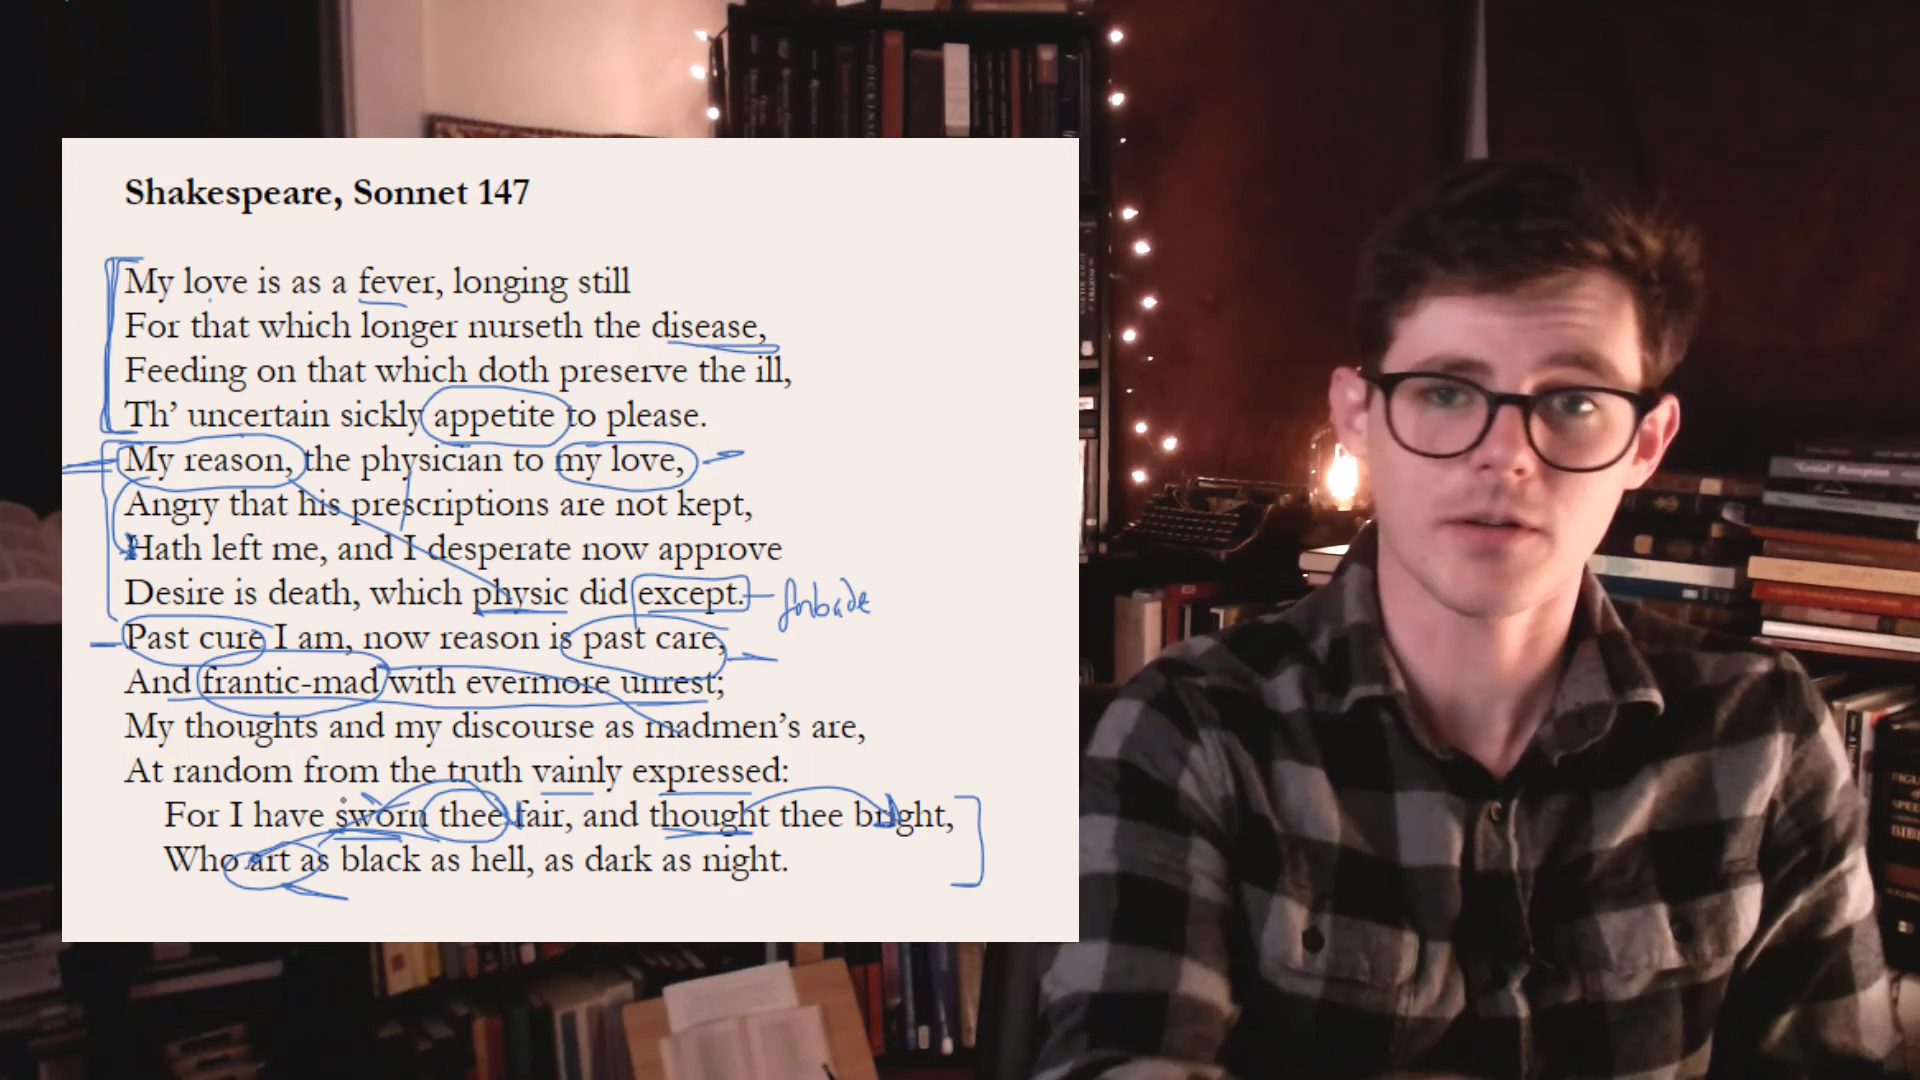 DICKINSON
Shakespeare, Sonnet 147
My love is as a fever, longing still
For that which longer nurseth the disease,
Feeding on that which doth preserve the ill,
Th’ uncertain sickly appetite to please.
My reason, the physician to my love,
Angry that his prescriptions are not kept,
Hath left me, and I desperate now approve
Desire is death, which physic did except.
forbade
Past cure I am, now reason is past care,
And frantic-mad with evermore unrest;
My thoughts and my discourse as madmen’s are,
At random from the truth vainly expressed:
For I have sworn thee fair, and thought thee bright,
Who art as black as hell, as dark as night.